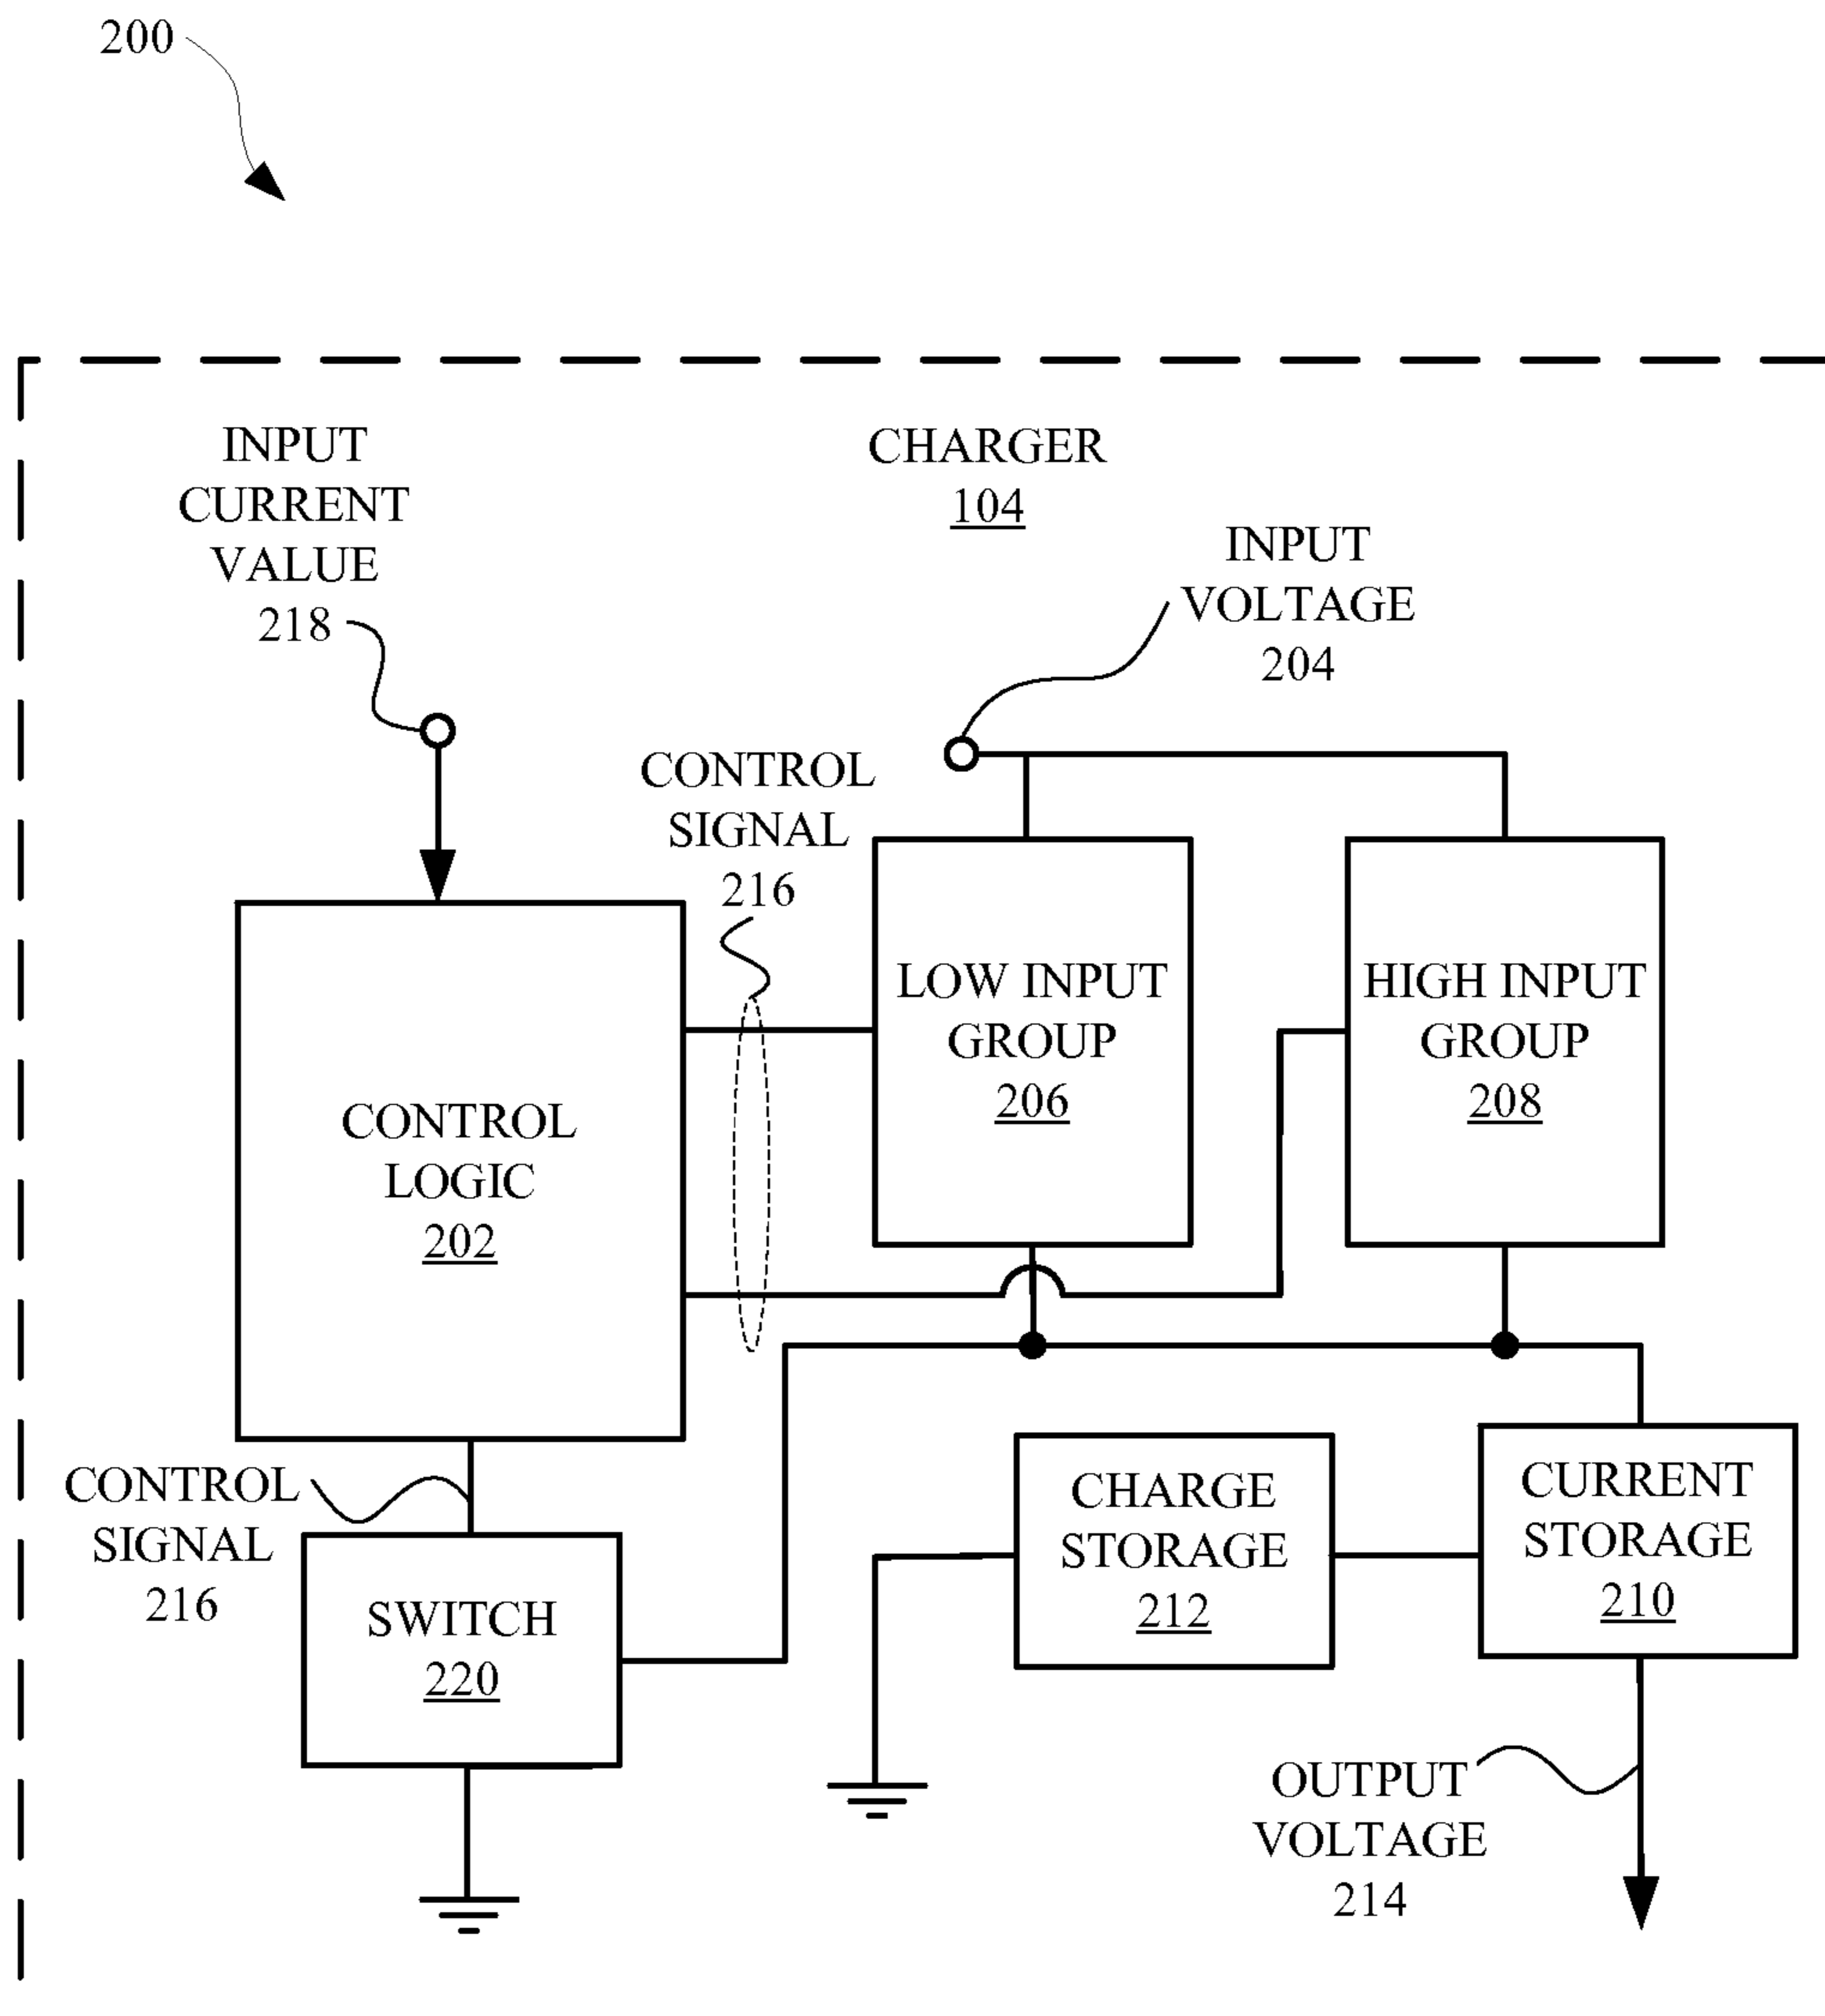 200
INPUT
CURRENT
VALUE
218
CHARGER
104
INPUT
VOLTAGE
204
CONTROL
SIGNAL
216
LOW INPUT
GROUP
206
HIGH INPUT
GROUP
208
CONTROL
LOGIC
202
CONTROL
SIGNAL
216
SWITCH
220
CHARGE
STORAGE
212
CURRENT
STORAGE
210
OUTPUT
VOLTAGE
214